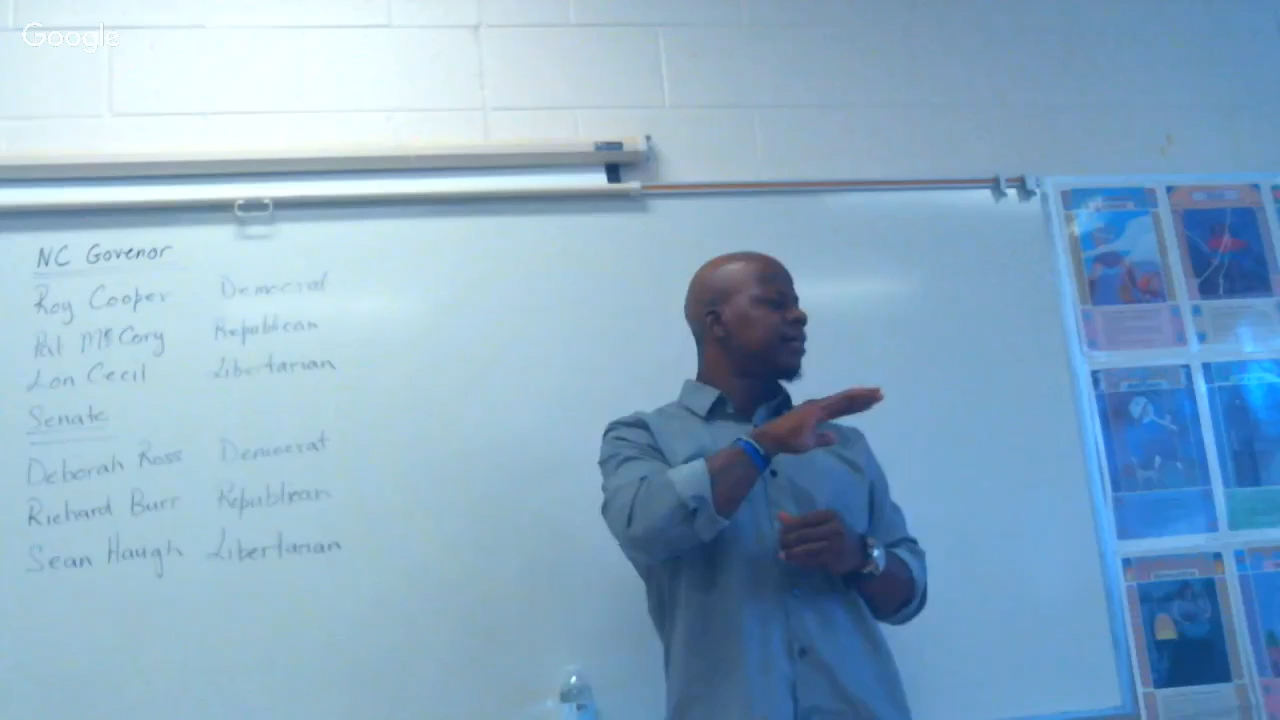 Google
NC Govenor
Roy Cooper Democrat
Pat McCory Republican
Lon Cecil Libertarian
Senate
Deborah Ross Democrat
Richard Burr Republican
Sean Haugh Libertarian